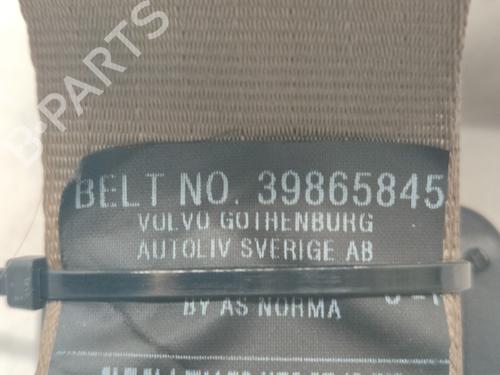 B-PARTS
BELT NO. 39865845
VOLVO GOTHENBURG
AUTOLIV SVERIGE AB
BY AS NORMA